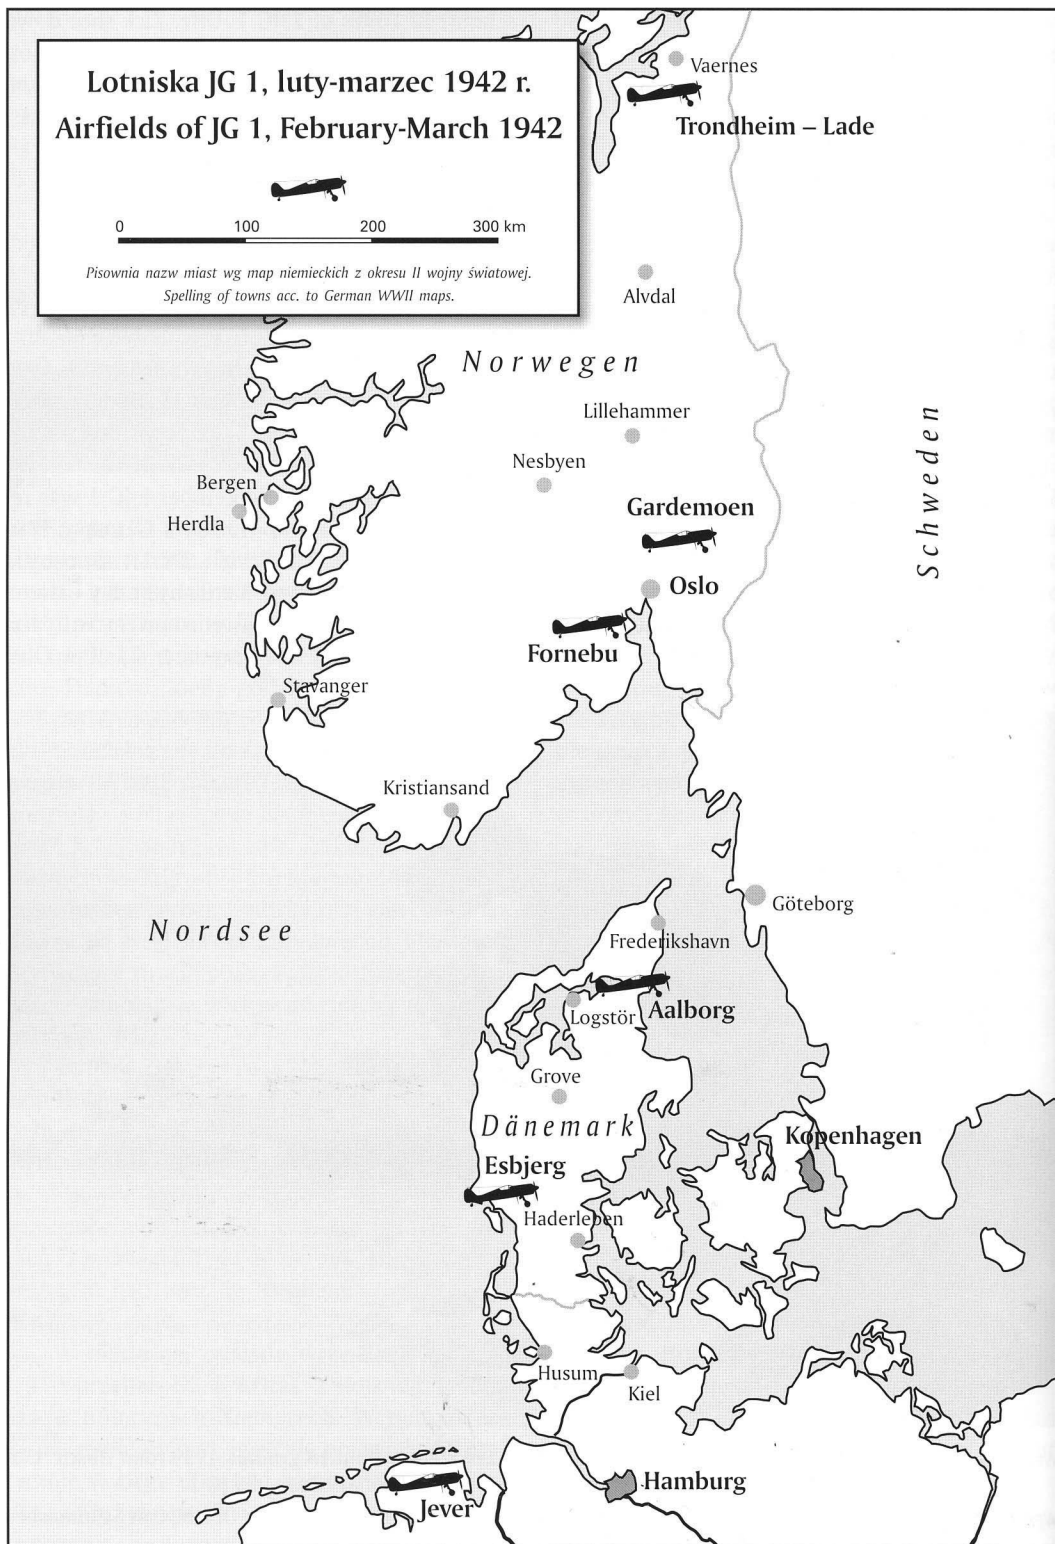 Lotniska JG 1, luty-marzec 1942 r.
Airfields of JG 1, February-March 1942
0 100 200 300 km
Pisownia nazw miast wg map niemieckich z okresu II wojny światowej.
Spelling of towns acc. to German WWII maps.
Vaernes
Trondheim – Lade
Alvdal
Norwegen
Lillehammer
Schweden
Nesbyen
Bergen
Herdla
Gardemoen
Oslo
Fornebu
Stavanger
Kristiansand
Göteborg
Nordsee
Frederikshavn
Aalborg
Logstör
Grove
Dänemark
Kopenhagen
Esbjerg
Haderleben
Husum
Kiel
Hamburg
Jever